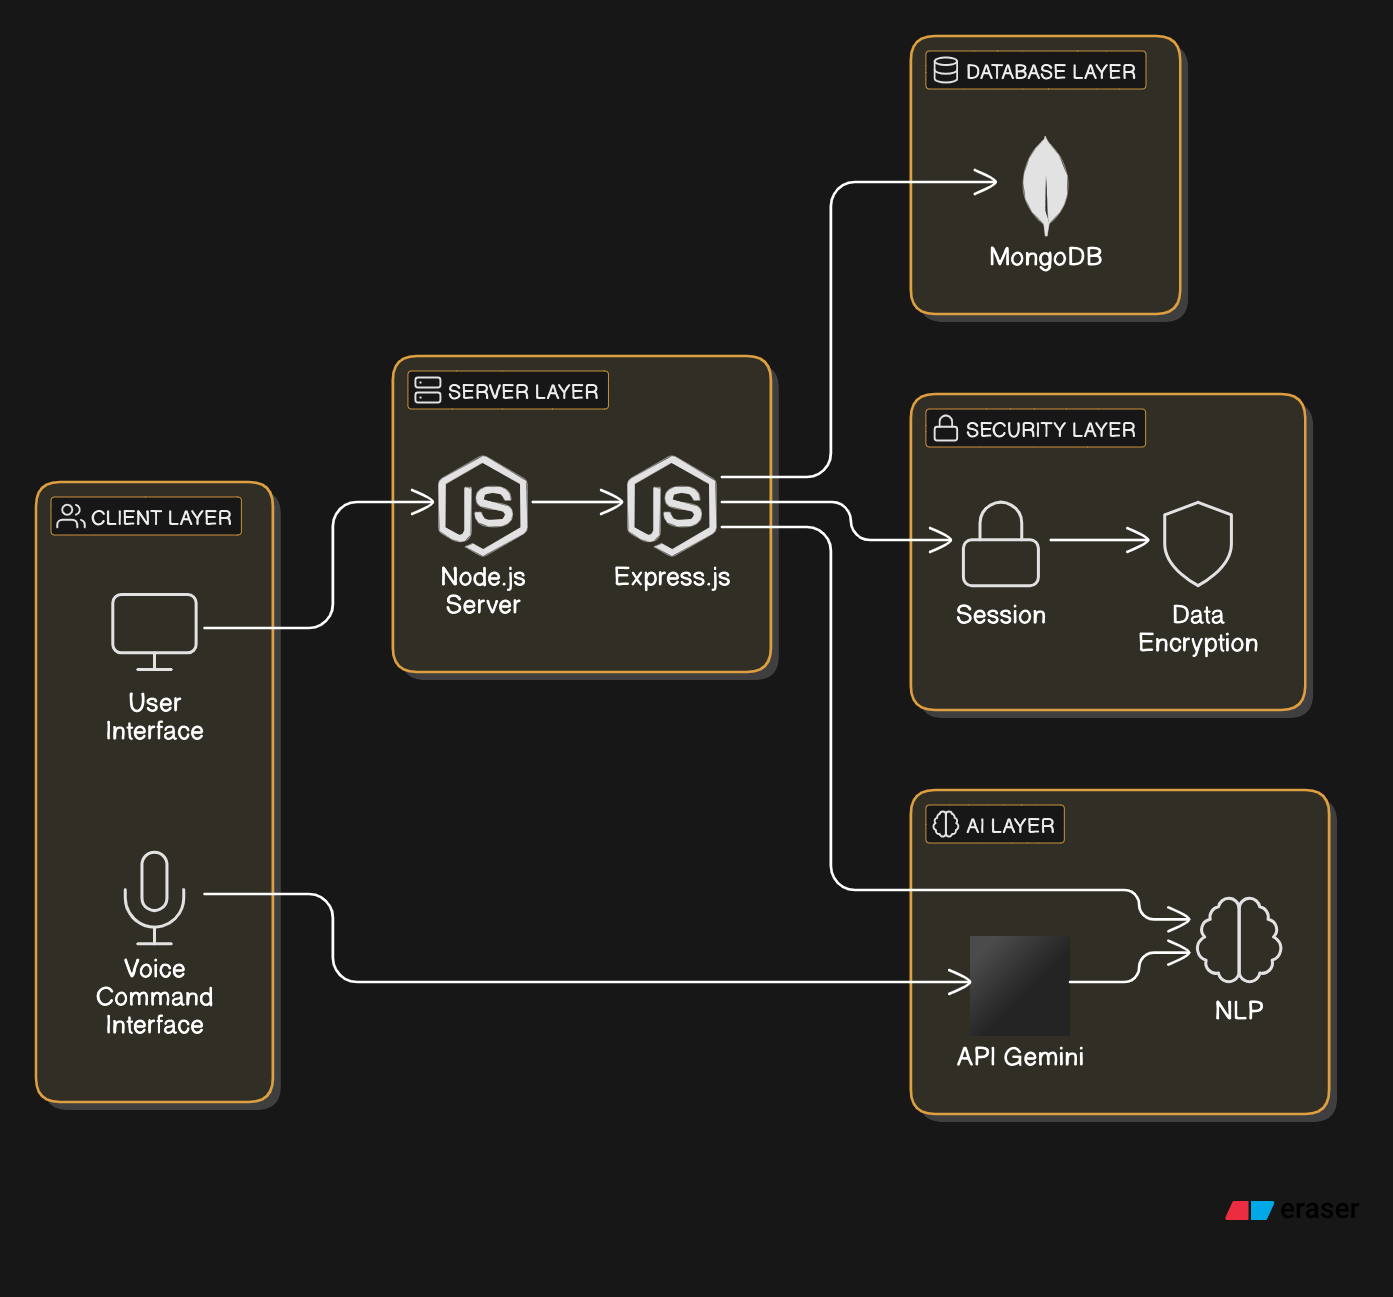 DATABASE LAYER
MongoDB
SERVER LAYER
Node.js
Server
Express.js
SECURITY LAYER
Session
Data
Encryption
CLIENT LAYER
User
Interface
Voice
Command
Interface
AI LAYER
API Gemini
NLP
eraser